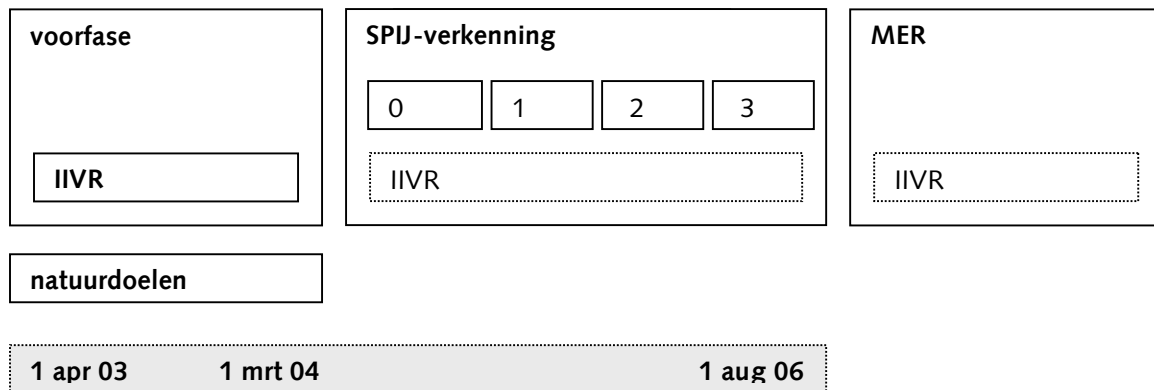 voorfase SPIJ-verkenning MER
0 1 2 3
IIVR IIVR IIVR
natuurdoelen
1 apr 03 1 mrt 04 1 aug 06